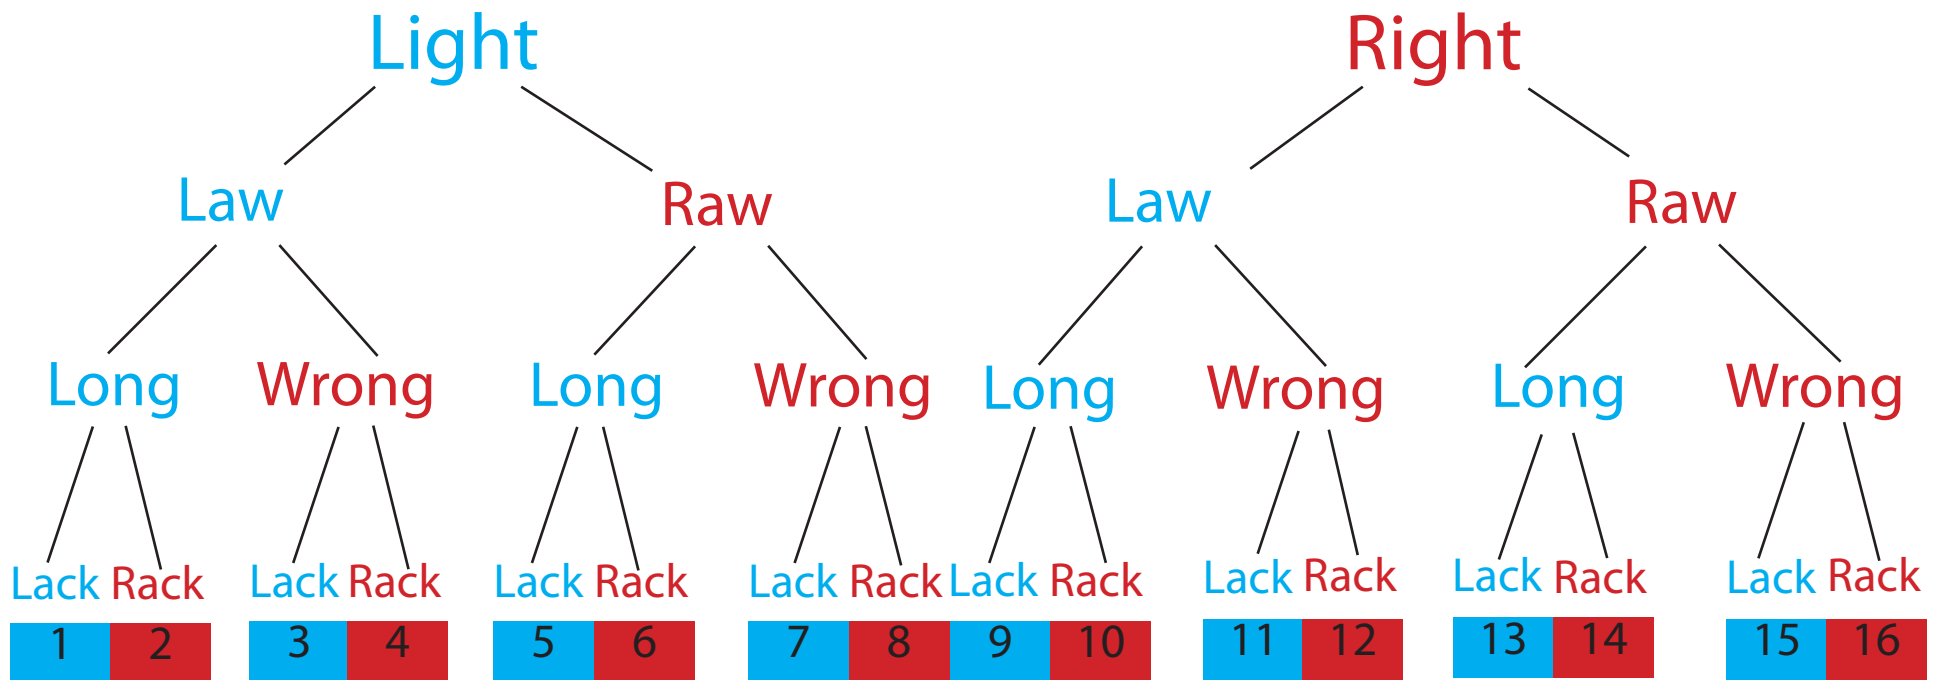 Light Right
Law Raw Law Raw
Long Wrong Long Wrong Long Wrong Long Wrong
Lack Rack Lack Rack Lack Rack Lack Rack Lack Rack Lack Rack Lack Rack Lack Rack
1 2 3 4 5 6 7 8 9 10 11 12 13 14 15 16